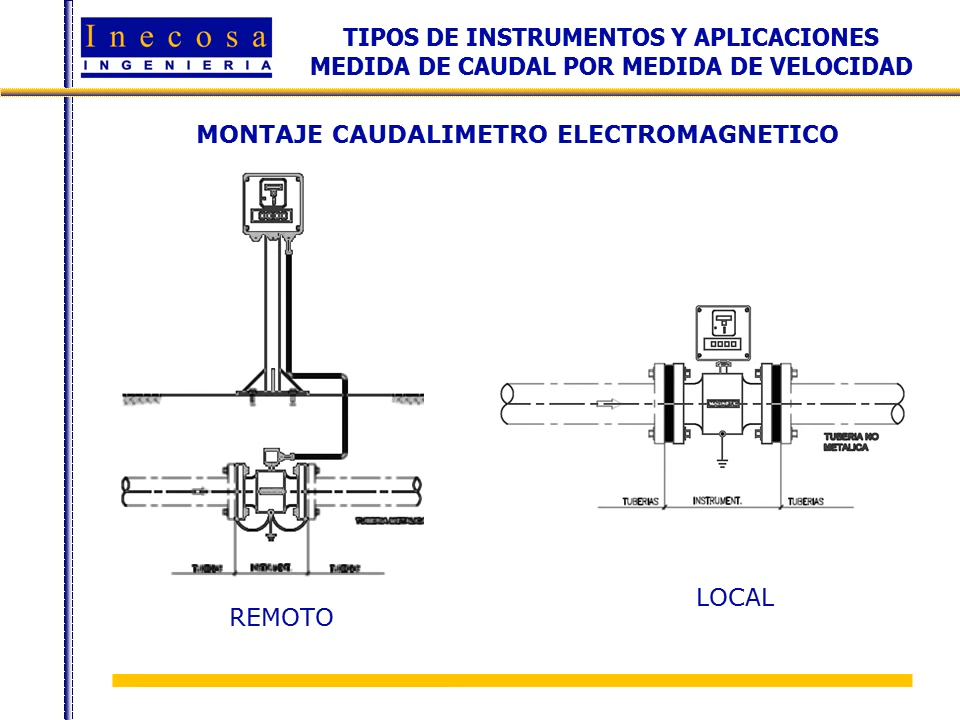 Inecosa
INGENIERIA
TIPOS DE INSTRUMENTOS Y APLICACIONES
MEDIDA DE CAUDAL POR MEDIDA DE VELOCIDAD
MONTAJE CAUDALIMETRO ELECTROMAGNETICO
TUBERIA NO
METALICA
TUBERIAS
INSTRUMENT.
TUBERIAS
LOCAL
REMOTO